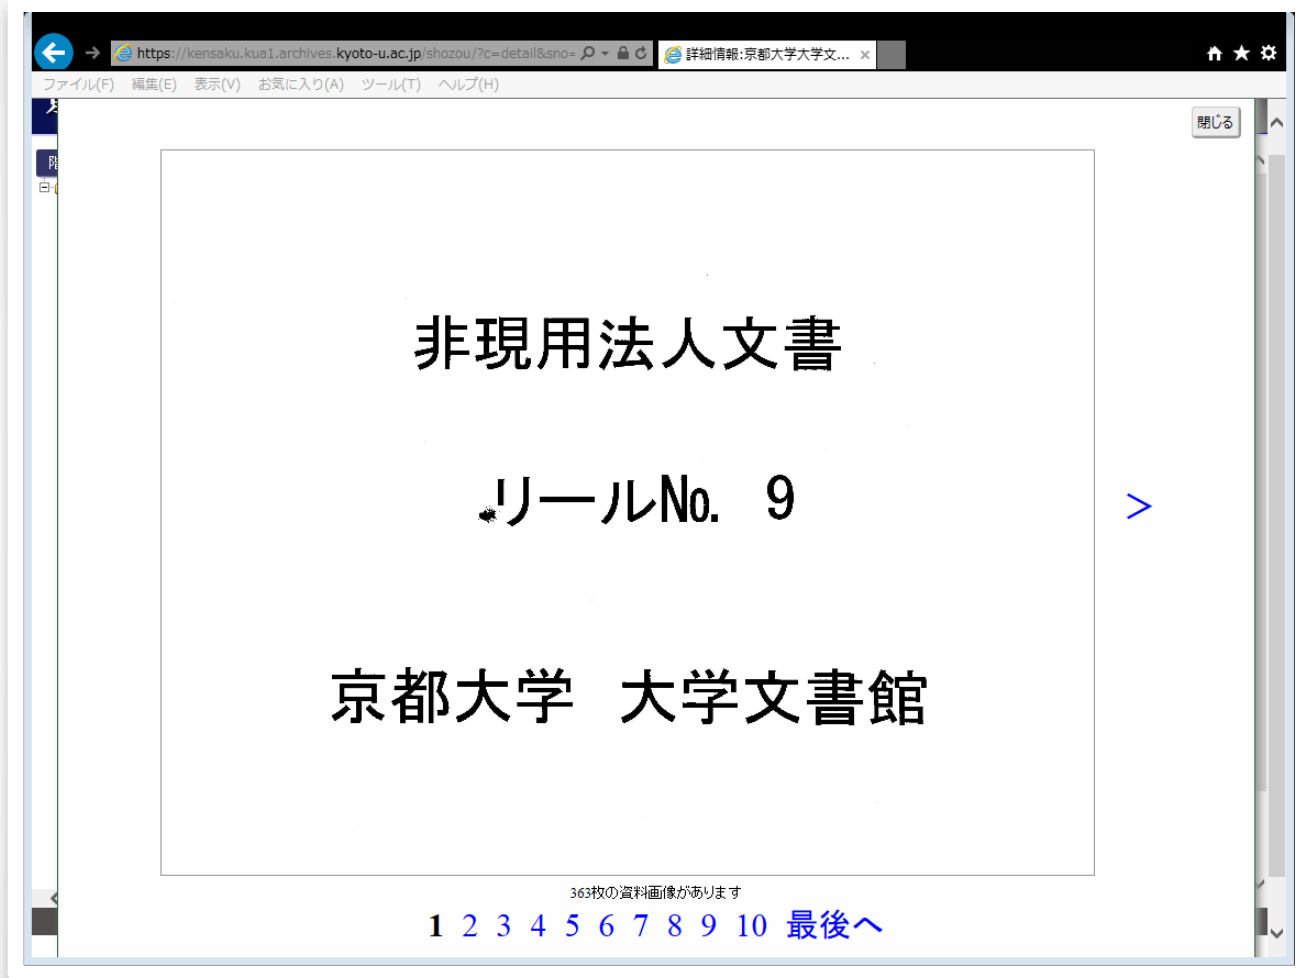 https://kensaku.kua1.archives.kyoto-u.ac.jp/shozou/?c=detail&sno=
詳細情報:京都大学大学文... ×
ファイル(F) 編集(E) 表示(V) お気に入り(A) ツール(T) ヘルプ(H)
閉じる
非現用法人文書
リール№. 9
京都大学 大学文書館
>
363枚の資料画像があります
1 2 3 4 5 6 7 8 9 10 最後へ